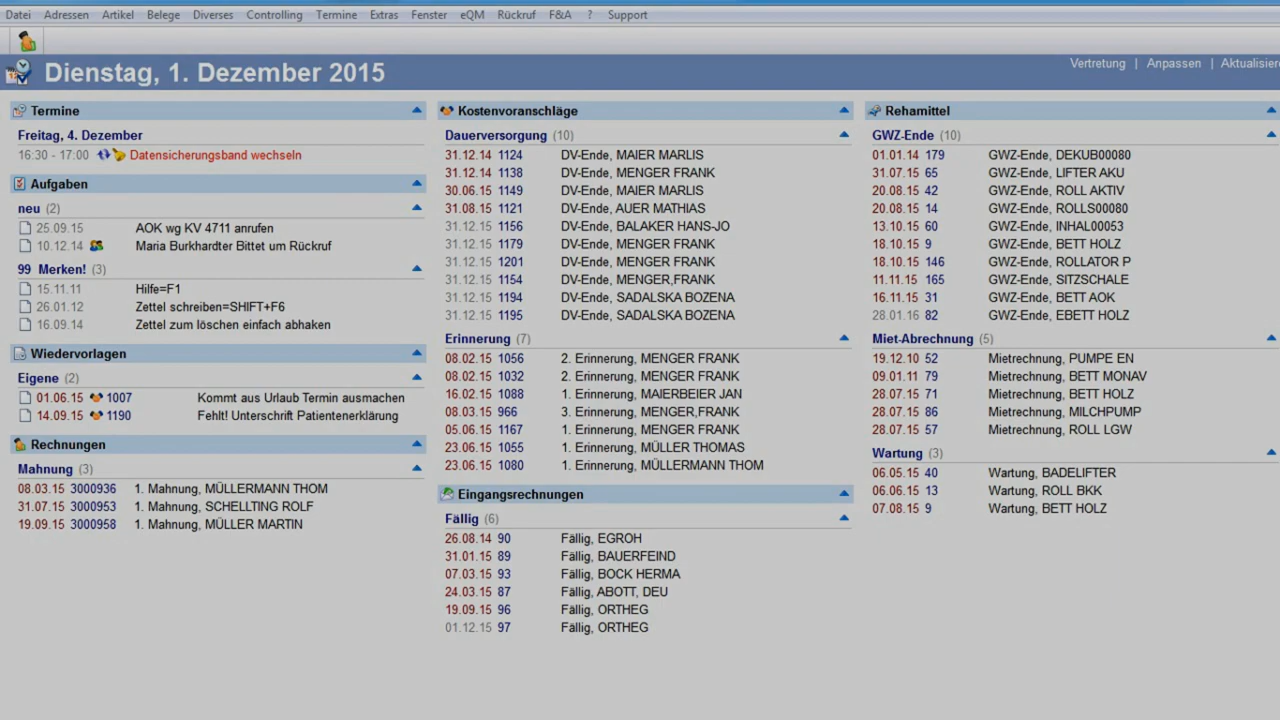 Datei Adressen Artikel Belege Diverses Controlling Termine Extras Fenster eQM Rückruf F&A ? Support
Dienstag, 1. Dezember 2015
Vertretung | Anpassen | Aktualisier
Termine
Freitag, 4. Dezember
16:30 - 17:00 Datensicherungsband wechseln
Aufgaben
neu (2)
25.09.15 AOK wg KV 4711 anrufen
10.12.14 Maria Burkhardter Bittet um Rückruf
99 Merken! (3)
15.11.11 Hilfe=F1
26.01.12 Zettel schreiben=SHIFT+F6
16.09.14 Zettel zum löschen einfach abhaken
Wiedervorlagen
Eigene (2)
01.06.15 1007 Kommt aus Urlaub Termin ausmachen
14.09.15 1190 Fehlt! Unterschrift Patientenerklärung
Rechnungen
Mahnung (3)
08.03.15 3000936 1. Mahnung, MÜLLERMANN THOM
31.07.15 3000953 1. Mahnung, SCHELLTING ROLF
19.09.15 3000958 1. Mahnung, MÜLLER MARTIN
Kostenvoranschläge
Dauerversorgung (10)
31.12.14 1124 DV-Ende, MAIER MARLIS
31.12.14 1138 DV-Ende, MENGER FRANK
30.06.15 1149 DV-Ende, MAIER MARLIS
31.08.15 1121 DV-Ende, AUER MATHIAS
31.12.15 1156 DV-Ende, BALAKER HANS-JO
31.12.15 1179 DV-Ende, MENGER FRANK
31.12.15 1201 DV-Ende, MENGER FRANK
31.12.15 1154 DV-Ende, MENGER,FRANK
31.12.15 1194 DV-Ende, SADALSKA BOZENA
31.12.15 1195 DV-Ende, SADALSKA BOZENA
Erinnerung (7)
08.02.15 1056 2. Erinnerung, MENGER FRANK
08.02.15 1032 2. Erinnerung, MENGER FRANK
16.02.15 1088 1. Erinnerung, MAIERBEIER JAN
08.03.15 966 3. Erinnerung, MENGER,FRANK
05.06.15 1167 1. Erinnerung, MENGER FRANK
23.06.15 1055 1. Erinnerung, MÜLLER THOMAS
23.06.15 1080 1. Erinnerung, MÜLLERMANN THOM
Eingangsrechnungen
Fällig (6)
26.08.14 90 Fällig, EGROH
31.01.15 89 Fällig, BAUERFEIND
07.03.15 93 Fällig, BOCK HERMA
24.03.15 87 Fällig, ABOTT, DEU
19.09.15 96 Fällig, ORTHEG
01.12.15 97 Fällig, ORTHEG
Rehamittel
GWZ-Ende (10)
01.01.14 179 GWZ-Ende, DEKUB00080
31.07.15 65 GWZ-Ende, LIFTER AKU
20.08.15 42 GWZ-Ende, ROLL AKTIV
20.08.15 14 GWZ-Ende, ROLLS00080
13.10.15 60 GWZ-Ende, INHAL00053
18.10.15 9 GWZ-Ende, BETT HOLZ
18.10.15 146 GWZ-Ende, ROLLATOR P
11.11.15 165 GWZ-Ende, SITZSCHALE
16.11.15 31 GWZ-Ende, BETT AOK
28.01.16 82 GWZ-Ende, EBETT HOLZ
Miet-Abrechnung (5)
19.12.10 52 Mietrechnung, PUMPE EN
09.01.11 79 Mietrechnung, BETT MONAV
28.07.15 71 Mietrechnung, BETT HOLZ
28.07.15 86 Mietrechnung, MILCHPUMP
28.07.15 57 Mietrechnung, ROLL LGW
Wartung (3)
06.05.15 40 Wartung, BADELIFTER
06.06.15 13 Wartung, ROLL BKK
07.08.15 9 Wartung, BETT HOLZ